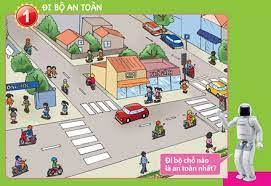 1
ĐI BỘ AN TOÀN
Đi bộ chỗ nào
là an toàn nhất?